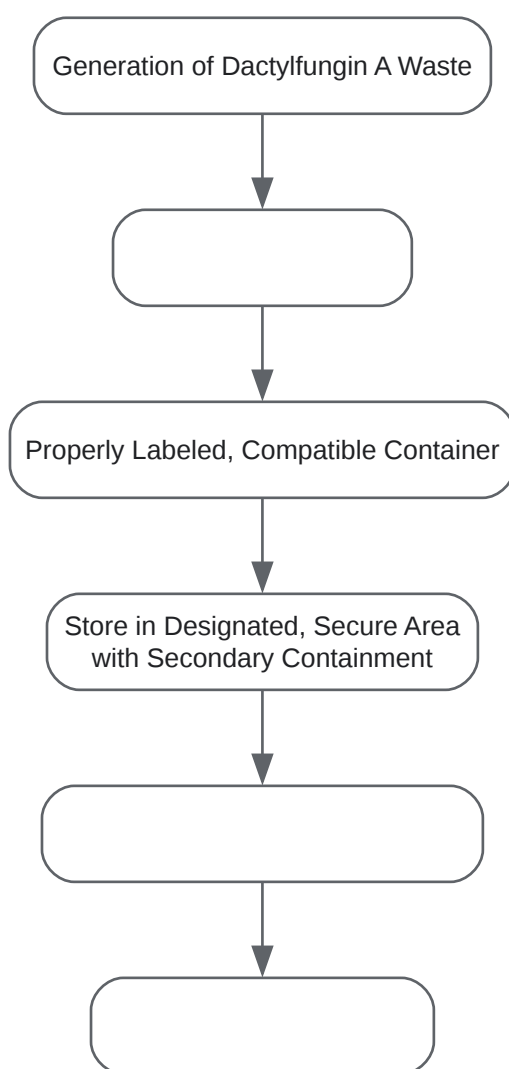 Generation of Dactylfungin A Waste
Properly Labeled, Compatible Container
Store in Designated, Secure Area
with Secondary Containment